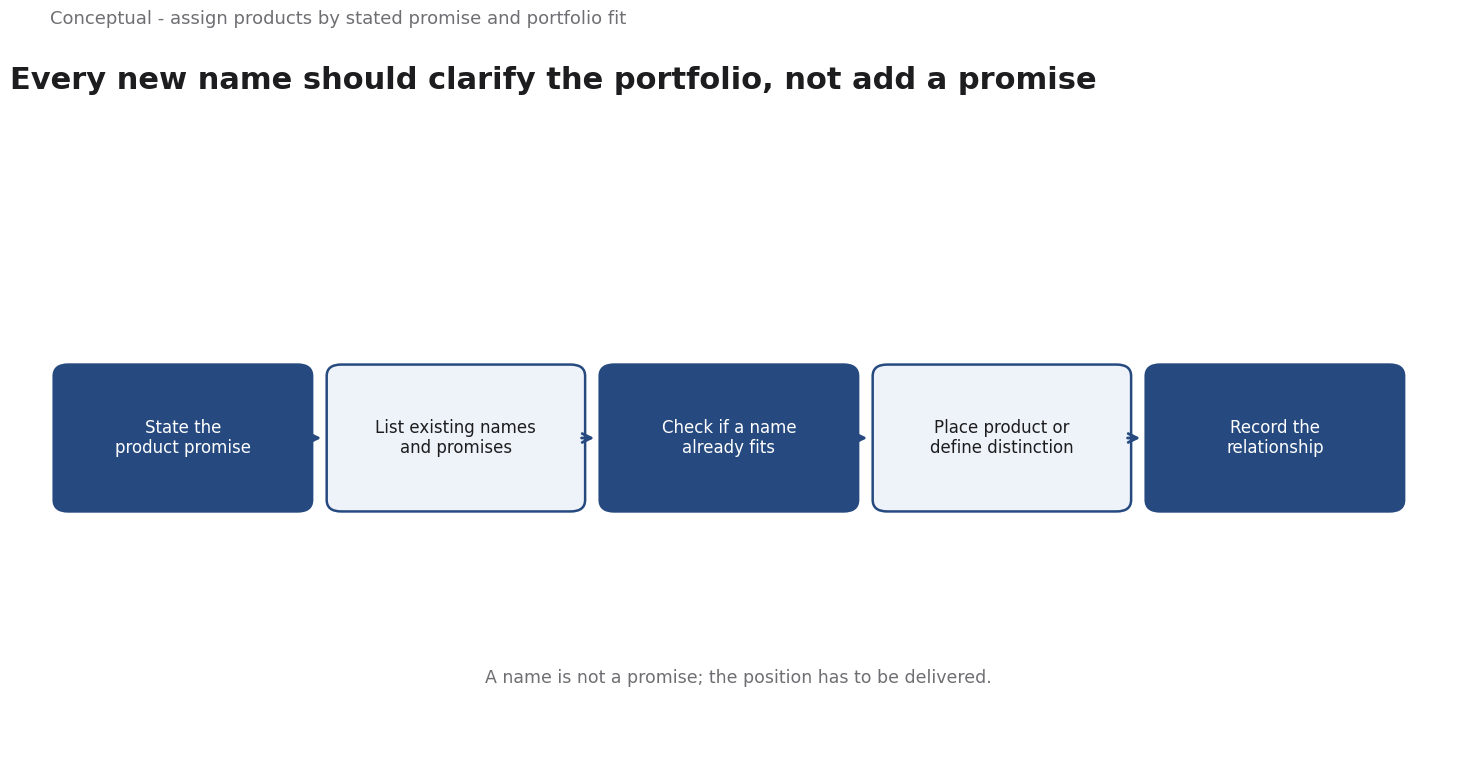 Conceptual - assign products by stated promise and portfolio fit
Every new name should clarify the portfolio, not add a promise
State the
product promise
List existing names
and promises
Check if a name
already fits
Place product or
define distinction
Record the
relationship
A name is not a promise; the position has to be delivered.